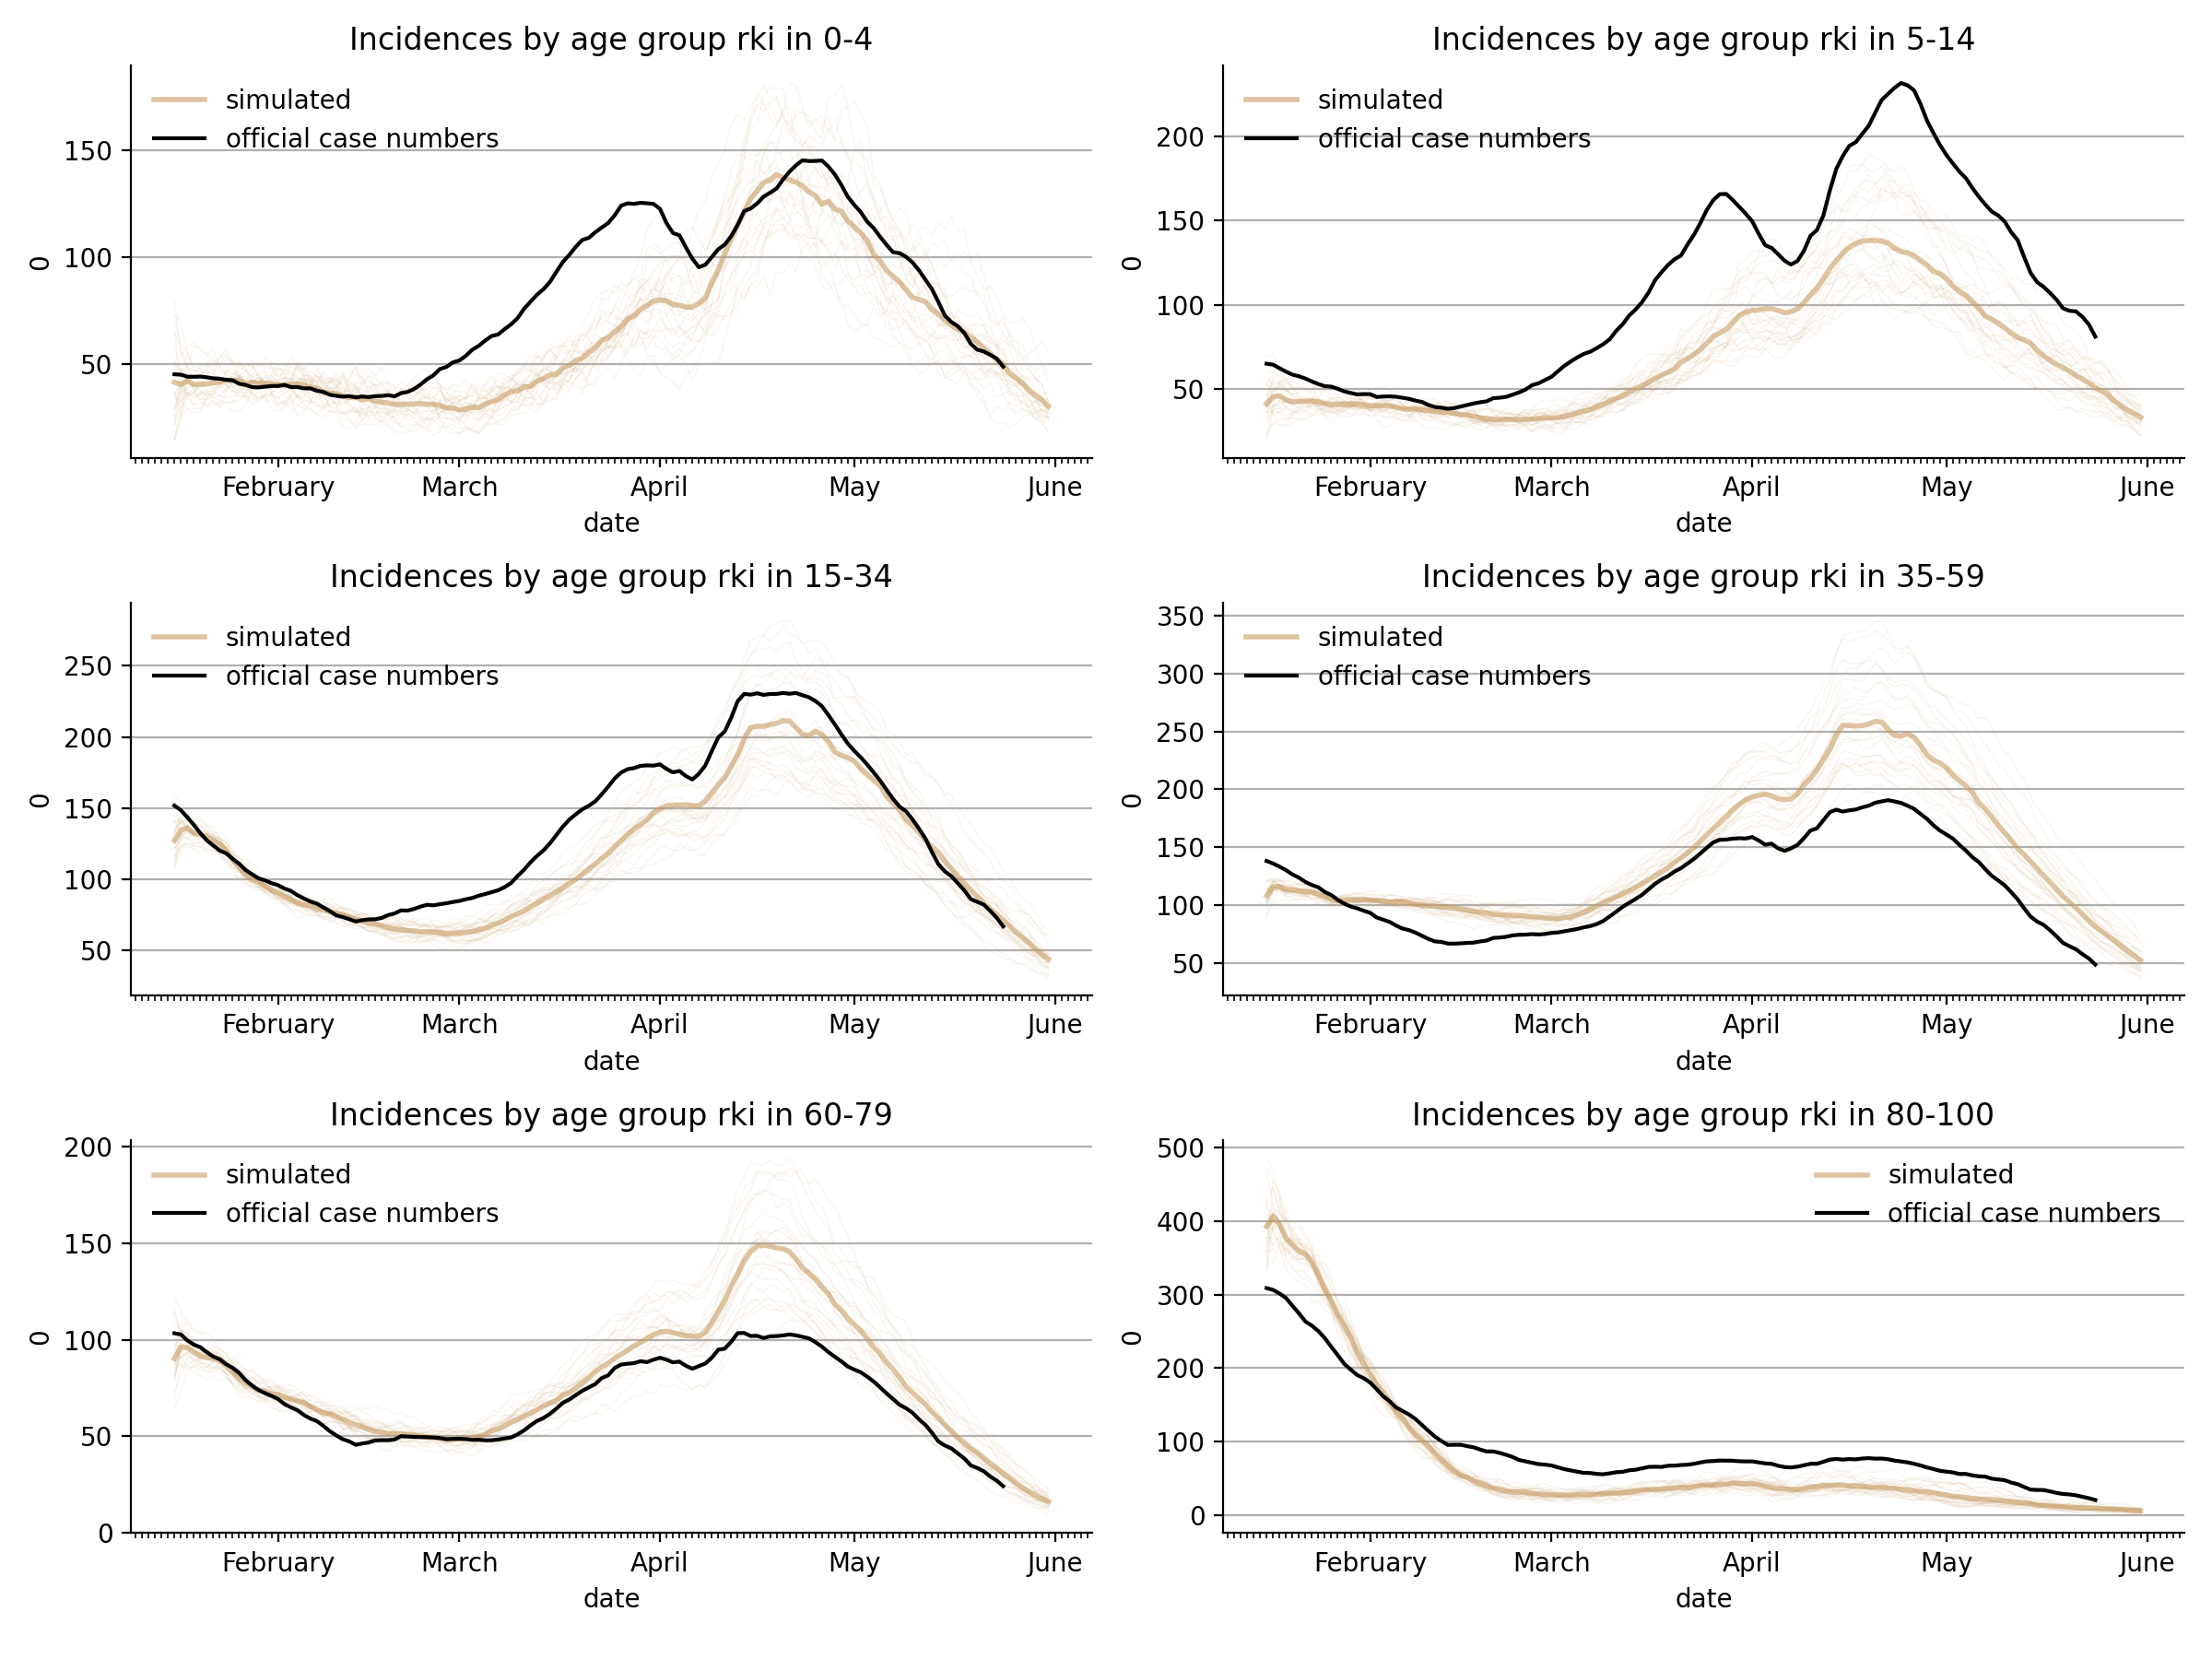 Incidences by age group rki in 0-4
simulated
official case numbers
0
150
100
50
February March April May June
date
Incidences by age group rki in 5-14
simulated
official case numbers
0
200
150
100
50
February March April May June
date
Incidences by age group rki in 15-34
simulated
official case numbers
0
250
200
150
100
50
February March April May June
date
Incidences by age group rki in 35-59
simulated
official case numbers
0
350
300
250
200
150
100
50
February March April May June
date
Incidences by age group rki in 60-79
simulated
official case numbers
0
200
150
100
50
0
February March April May June
date
Incidences by age group rki in 80-100
simulated
official case numbers
0
500
400
300
200
100
0
February March April May June
date